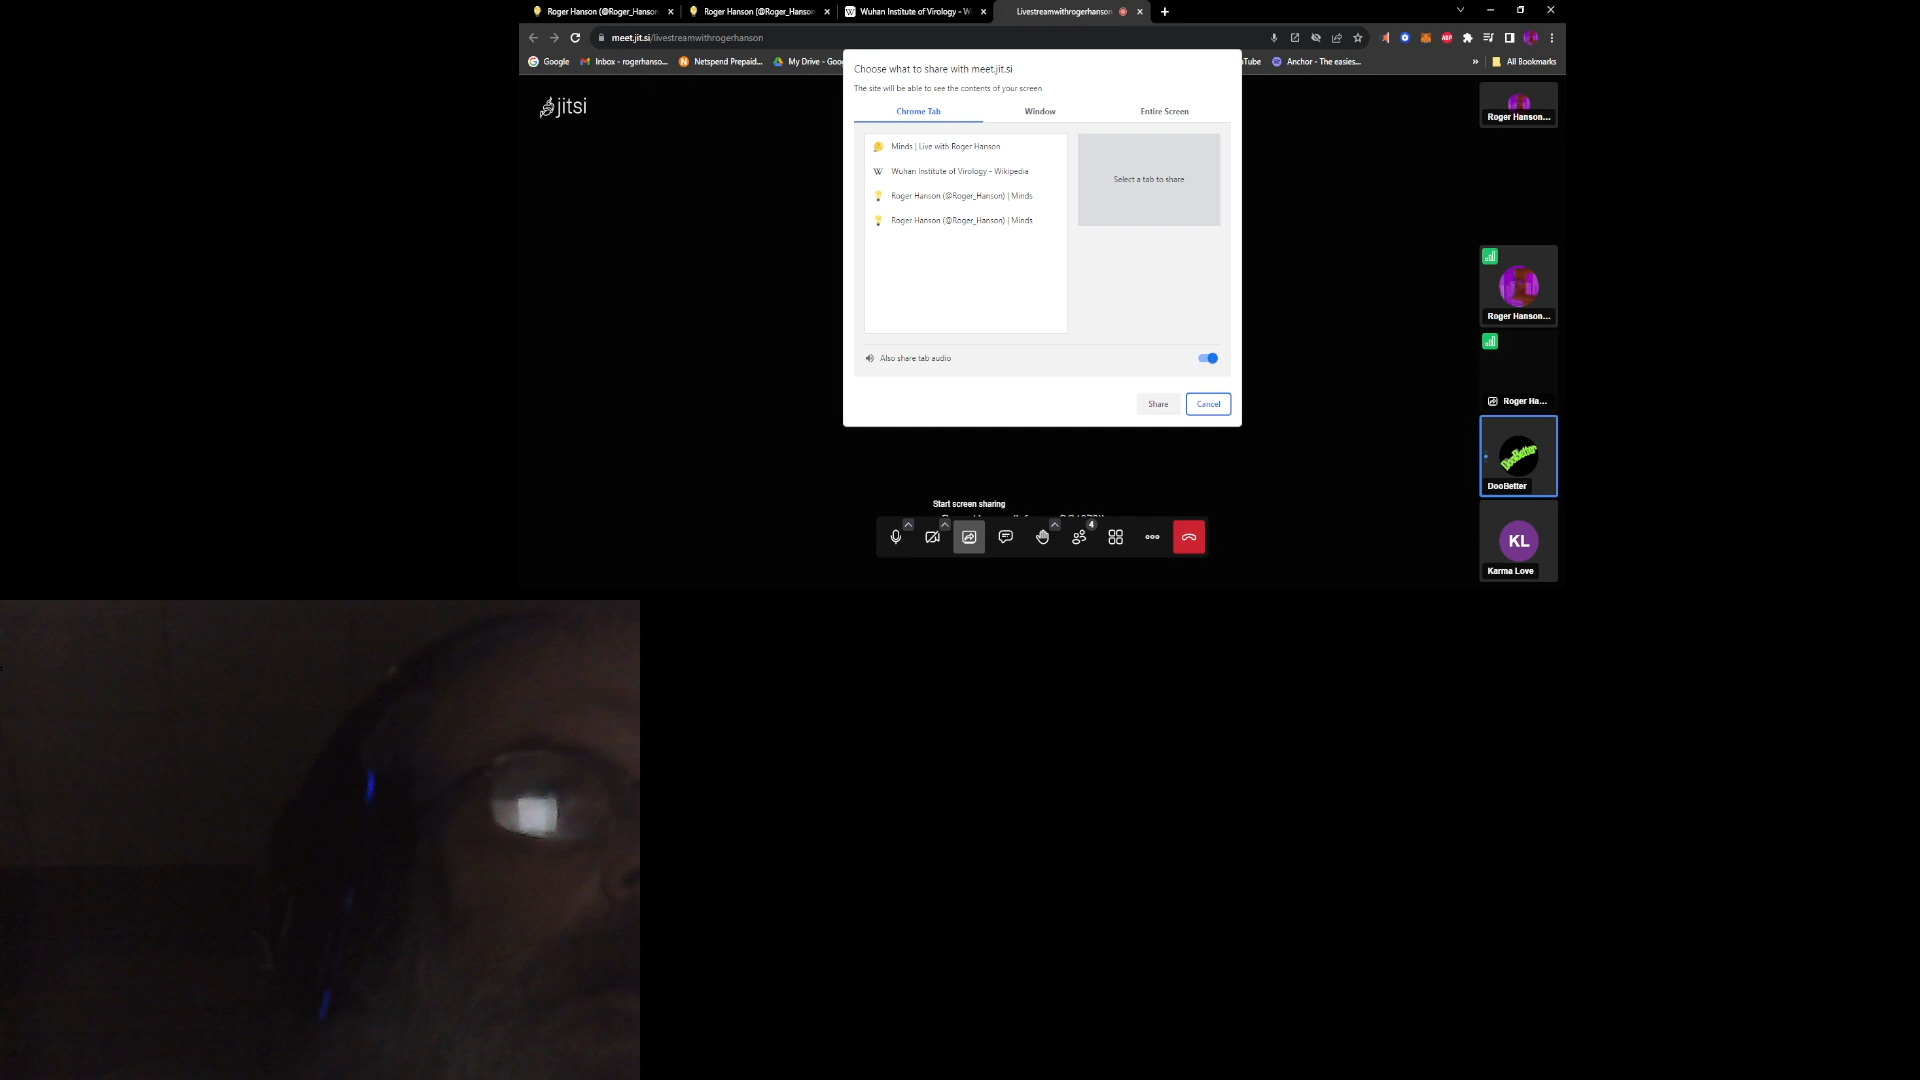 Roger Hanson (@Roger_Hanson
Roger Hanson (@Roger_Hanson
Wuhan Institute of Virology - W
Livestreamwithrogerhanson
meet.jit.si/livestreamwithrogerhanson
Google
Inbox - rogerhanso...
Netspend Prepaid...
My Drive - Goo
Tube
Anchor - The easies...
All Bookmarks
jitsi
Choose what to share with meet.jit.si
The site will be able to see the contents of your screen
Chrome Tab
Window
Entire Screen
Minds | Live with Roger Hanson
Wuhan Institute of Virology - Wikipedia
Roger Hanson (@Roger_Hanson) | Minds
Roger Hanson (@Roger_Hanson) | Minds
Select a tab to share
Also share tab audio
Share
Cancel
Roger Hanson...
Roger Hanson...
Roger Ha...
DooBetter
DooBetter
KL
Karma Love
Start screen sharing
4